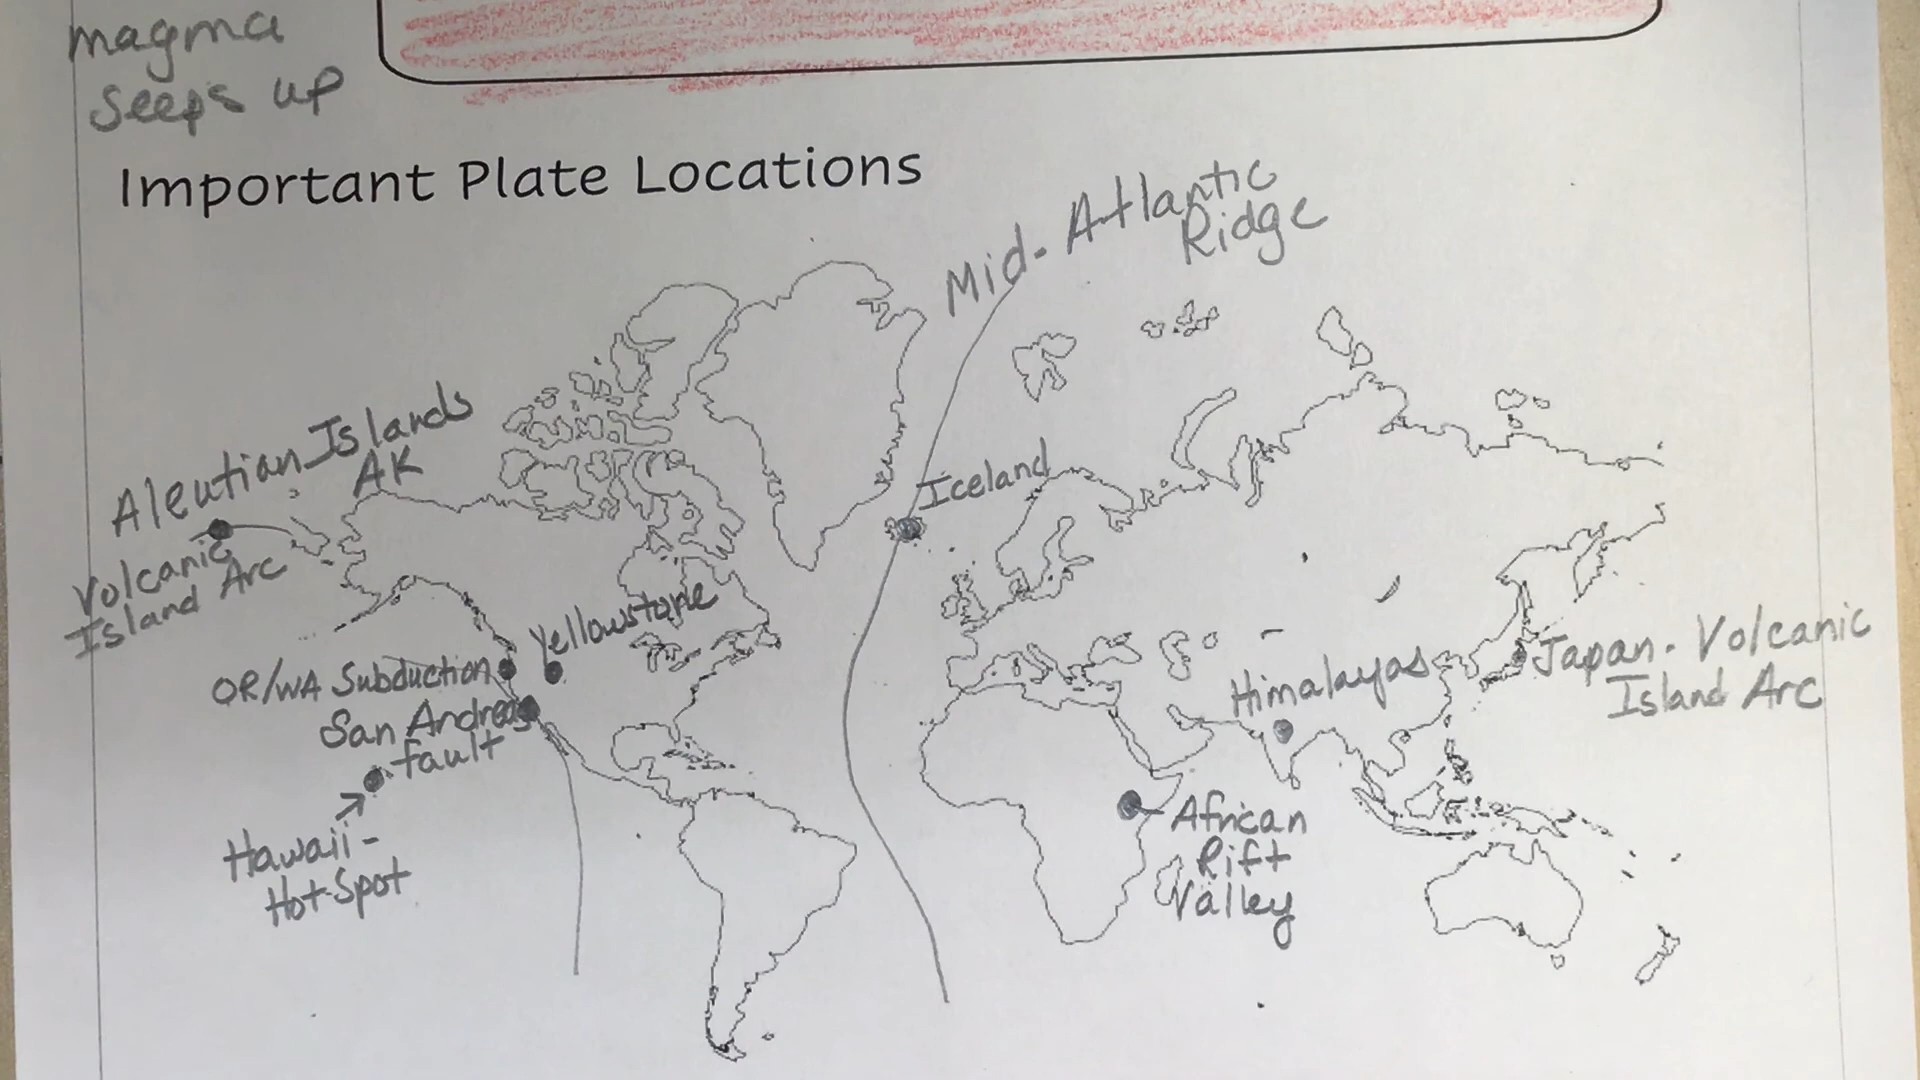 magma
seeps up
Important Plate Locations
Mid-Atlantic
Ridge
Aleutian Islands
AK
Iceland
Volcanic
Island Arc
Yellowstone
OR/WA Subduction
San Andreas
fault
Himalayas
Japan - Volcanic
Island Arc
Hawaii -
Hot Spot
African
Rift
Valley